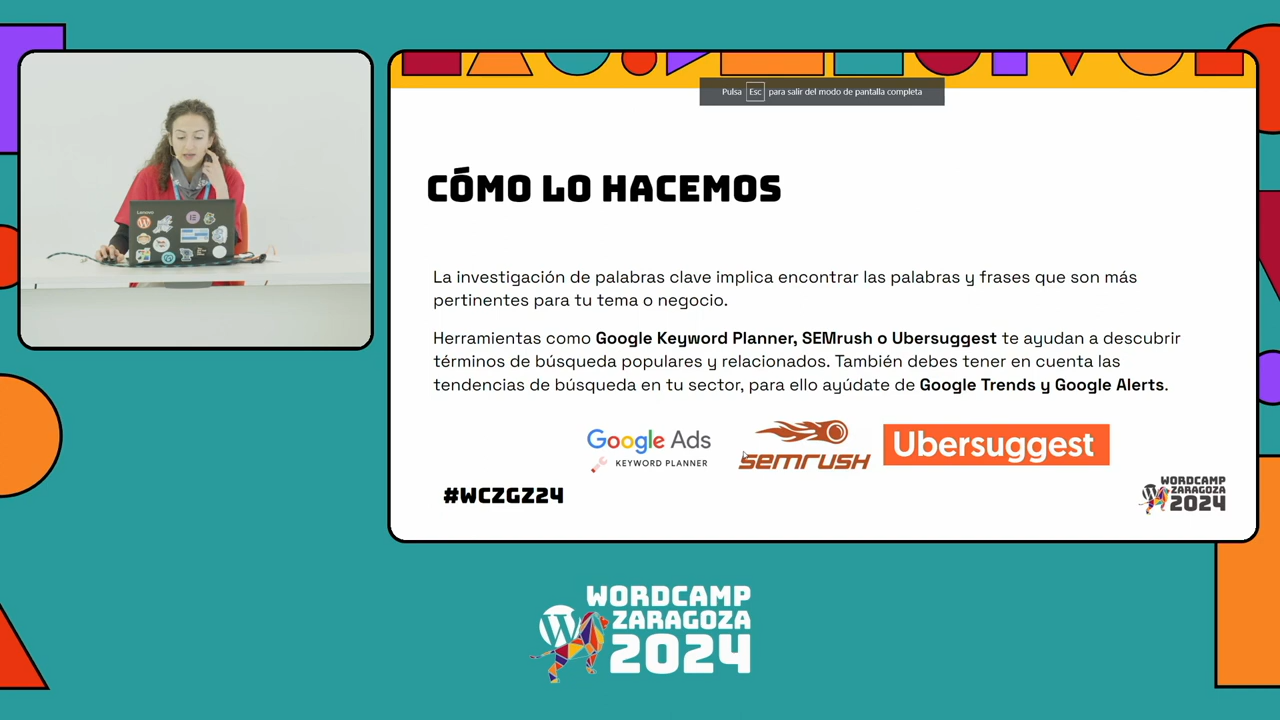 Pulsa Esc para salir del modo de pantalla completa
CÓMO LO HACEMOS
La investigación de palabras clave implica encontrar las palabras y frases que son más
pertinentes para tu tema o negocio.
Herramientas como Google Keyword Planner, SEMrush o Ubersuggest te ayudan a descubrir
términos de búsqueda populares y relacionados. También debes tener en cuenta las
tendencias de búsqueda en tu sector, para ello ayúdate de Google Trends y Google Alerts.
Google Ads
KEYWORD PLANNER
SEMRUSH
Ubersuggest
#WCZGZ24
WORDCAMP
ZARAGOZA
2024
Lenovo
WORDCAMP
ZARAGOZA
2024